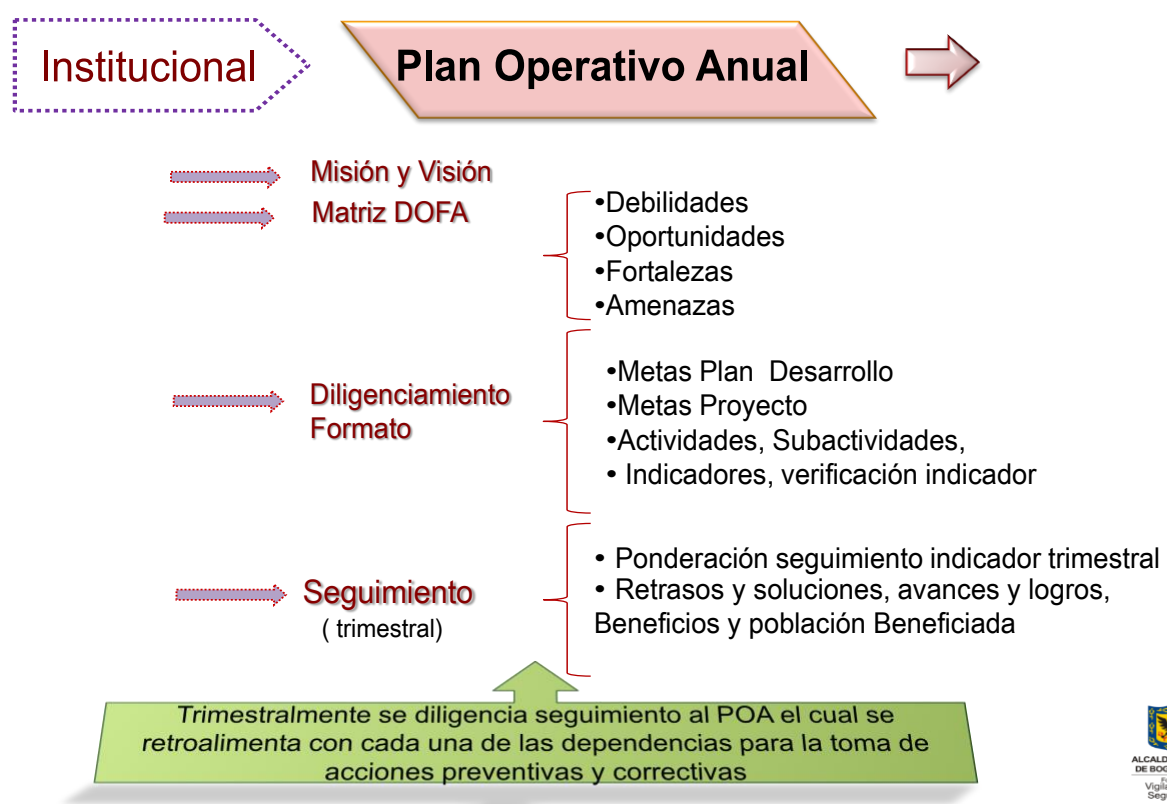 Institucional
Plan Operativo Anual
Misión y Visión
Matriz DOFA
•Debilidades
•Oportunidades
•Fortalezas
•Amenazas
Diligenciamiento
Formato
•Metas Plan  Desarrollo
•Metas Proyecto
•Actividades, Subactividades,
• Indicadores, verificación indicador
Seguimiento
( trimestral)
• Ponderación seguimiento indicador trimestral
• Retrasos y soluciones, avances y logros,
Beneficios y población Beneficiada
Trimestralmente se diligencia seguimiento al POA el cual se
retroalimenta con cada una de las dependencias para la toma de
acciones preventivas y correctivas